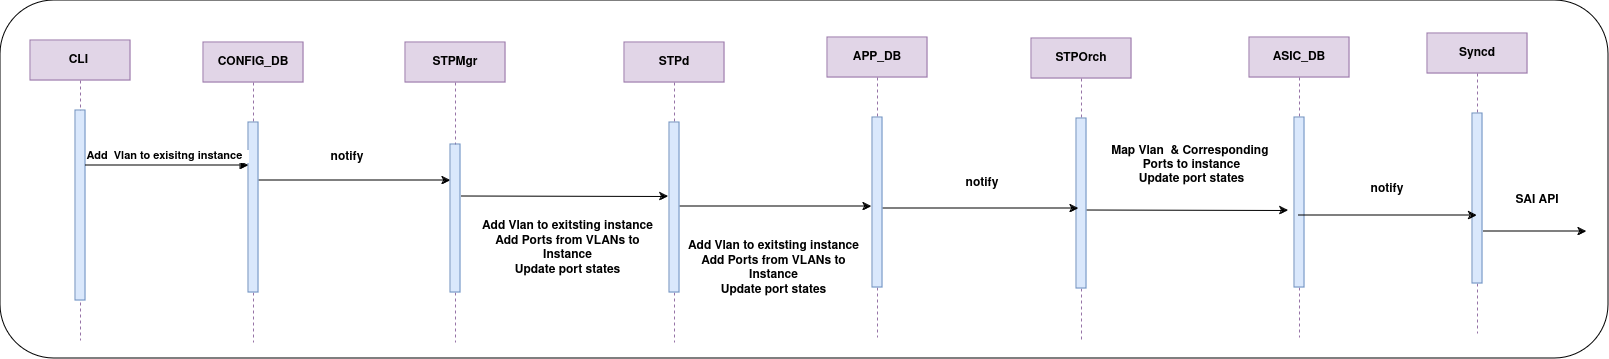 CLI
CONFIG_DB
STPMgr
STPd
APP_DB
STPOrch
ASIC_DB
Syncd
Add  Vlan to exisitng instance
notify
Add Vlan to exitsting instance
Add Ports from VLANs to
Instance
Update port states
Add Vlan to exitsting instance
Add Ports from VLANs to
Instance
Update port states
notify
Map Vlan  & Corresponding
Ports to instance
Update port states
notify
SAI API